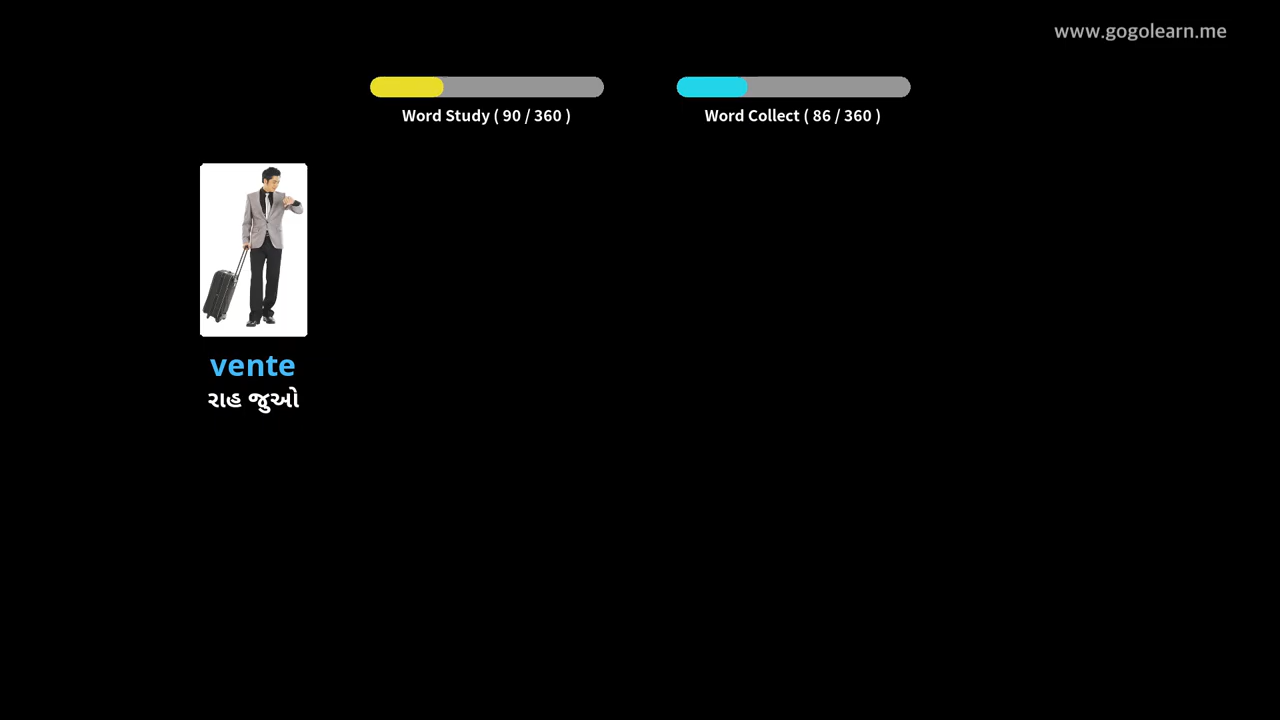 www.gogolearn.me
Word Study ( 90 / 360 )
Word Collect ( 86 / 360 )
vente
રાહ જુઓ